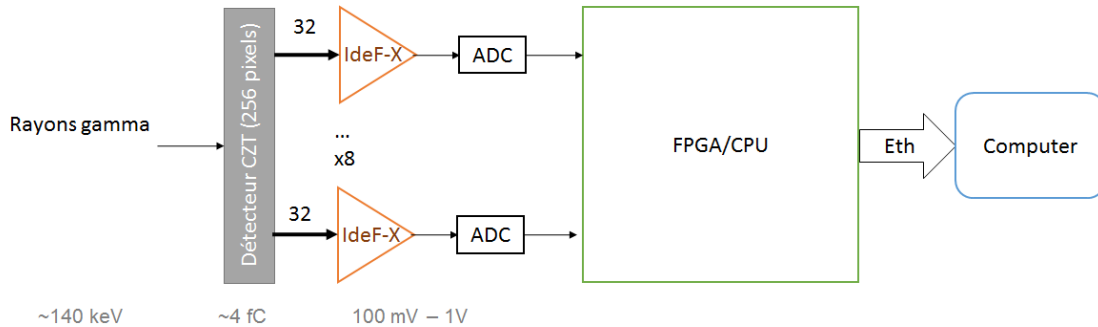 Rayons gamma
Détecteur CZT (256 pixels)
32
IdeF-X
ADC
...
x8
32
IdeF-X
ADC
FPGA/CPU
Eth
Computer
~140 keV
~4 fC
100 mV – 1V